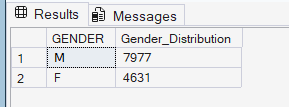 Results Messages
GENDER Gender_Distribution
1 M 7977
2 F 4631